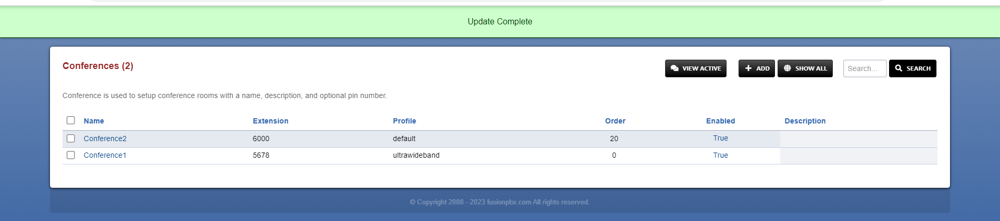 Update Complete
Conferences (2)
VIEW ACTIVE ADD SHOW ALL Search... SEARCH
Conference is used to setup conference rooms with a name, description, and optional pin number.
Name Extension Profile Order Enabled Description
Conference2 6000 default 20 True
Conference1 5678 ultrawideband 0 True
© Copyright 2008 - 2023 fusionpbx.com All rights reserved.